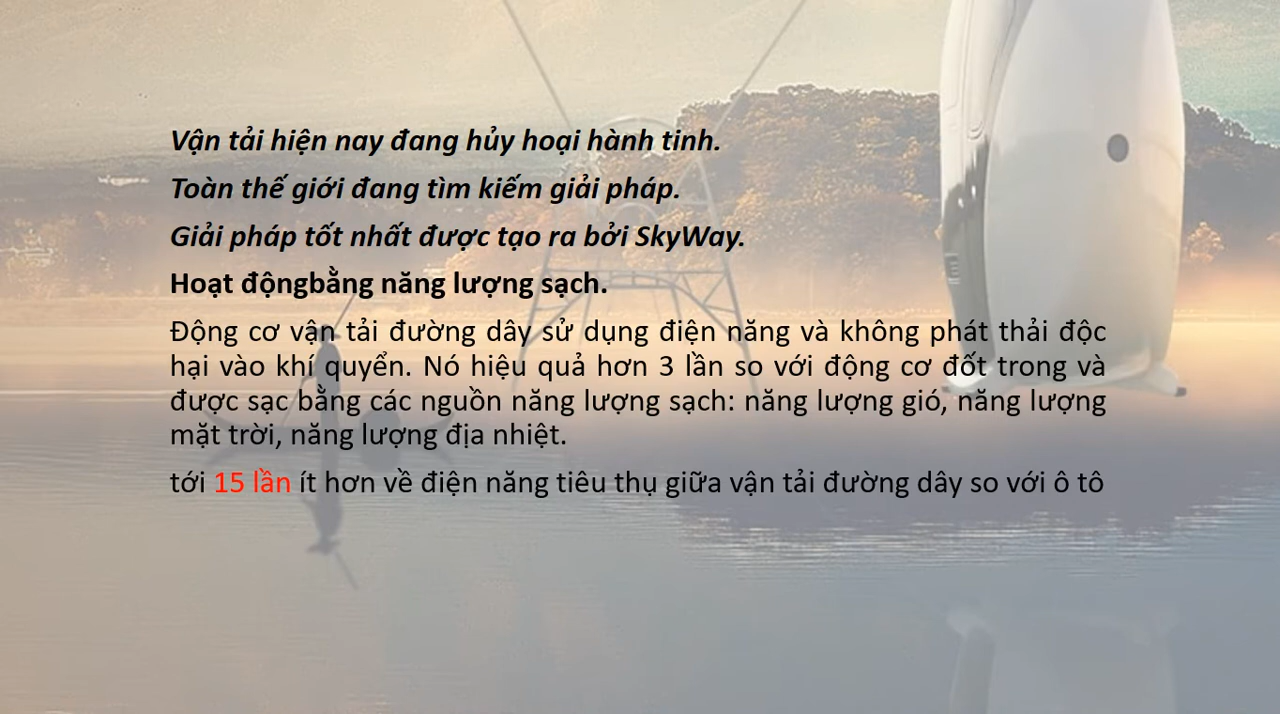 Vận tải hiện nay đang hủy hoại hành tinh.
Toàn thế giới đang tìm kiếm giải pháp.
Giải pháp tốt nhất được tạo ra bởi SkyWay.
Hoạt độngbằng năng lượng sạch.
Động cơ vận tải đường dây sử dụng điện năng và không phát thải độc
hại vào khí quyển. Nó hiệu quả hơn 3 lần so với động cơ đốt trong và
được sạc bằng các nguồn năng lượng sạch: năng lượng gió, năng lượng
mặt trời, năng lượng địa nhiệt.
tới 15 lần ít hơn về điện năng tiêu thụ giữa vận tải đường dây so với ô tô